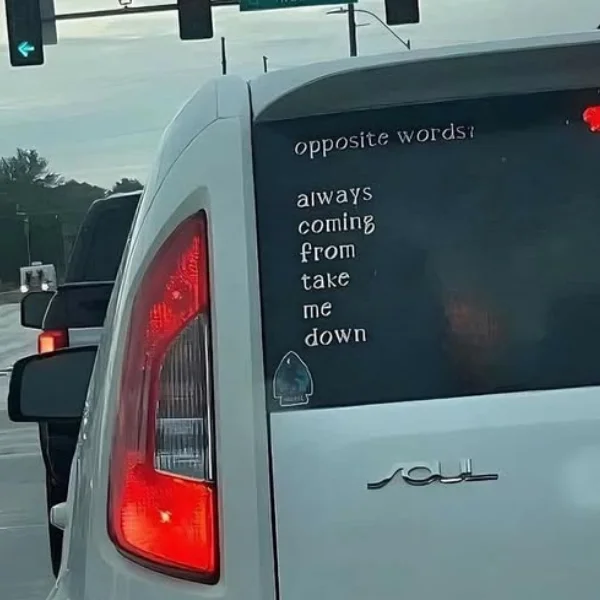 opposite words:
always
coming
from
take
me
down
SOUL